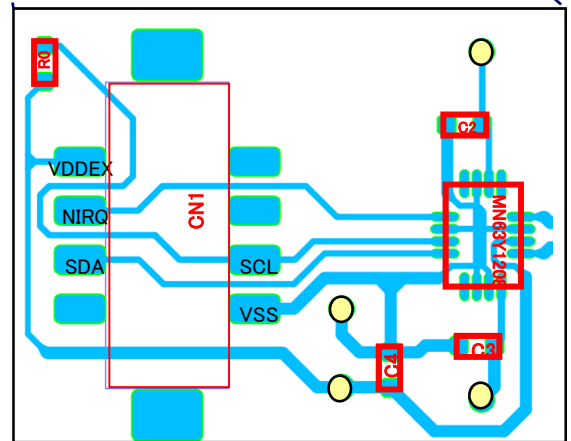 R0
C2
VDDEX
CN1
NIRQ
MN63Y1208
SDA
SCL
VSS
C4
C3